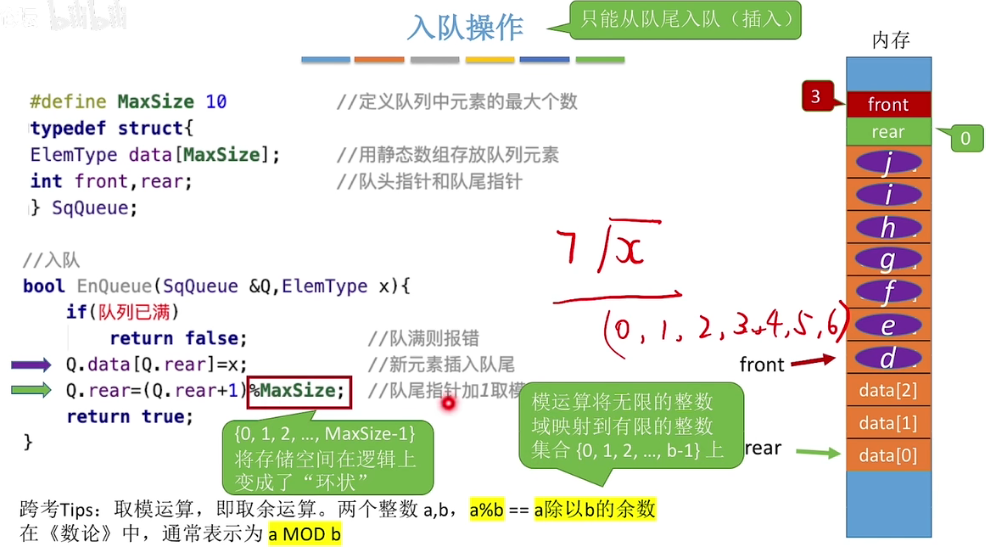 入队操作
只能从队尾入队（插入）
#define MaxSize 10 //定义队列中元素的最大个数
typedef struct{
ElemType data[MaxSize]; //用静态数组存放队列元素
int front,rear; //队头指针和队尾指针
} SqQueue;
//入队
bool EnQueue(SqQueue &Q,ElemType x){
if(队列已满)
return false; //队满则报错
Q.data[Q.rear]=x; //新元素插入队尾
Q.rear=(Q.rear+1)%MaxSize; //队尾指针加1取模
return true;
}
{0, 1, 2, …, MaxSize-1}
将存储空间在逻辑上
变成了“环状”
7 x
(0, 1, 2, 3, 4, 5, 6)
模运算将无限的整数
域映射到有限的整数
集合 {0, 1, 2, …, b-1} 上
内存
3
front
rear
0
j
i
h
g
f
e
front
d
data[2]
data[1]
rear
data[0]
跨考Tips：取模运算，即取余运算。两个整数 a,b，a%b == a除以b的余数
在《数论》中，通常表示为 a MOD b